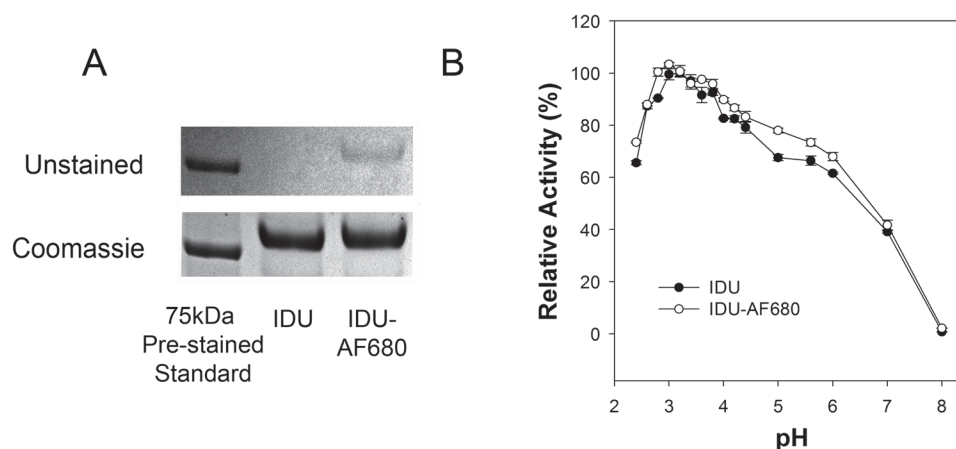 A
Unstained
Coomassie
75kDa
Pre-stained
Standard
IDU
IDU-
AF680
B
Relative Activity (%)
120
100
80
60
40
20
0
IDU
IDU-AF680
2 3 4 5 6 7 8
pH